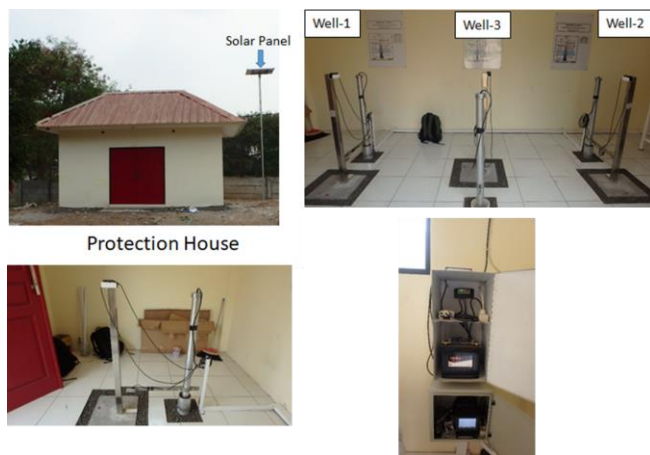 Solar Panel
Well-1
Well-3
Well-2
Protection House